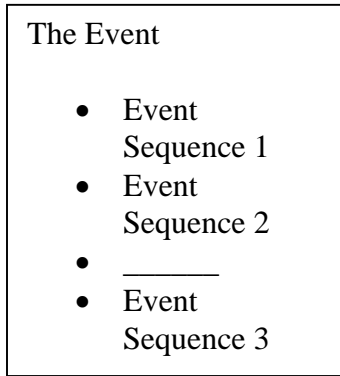 The Event
• Event
Sequence 1
• Event
Sequence 2
• ______
• Event
Sequence 3